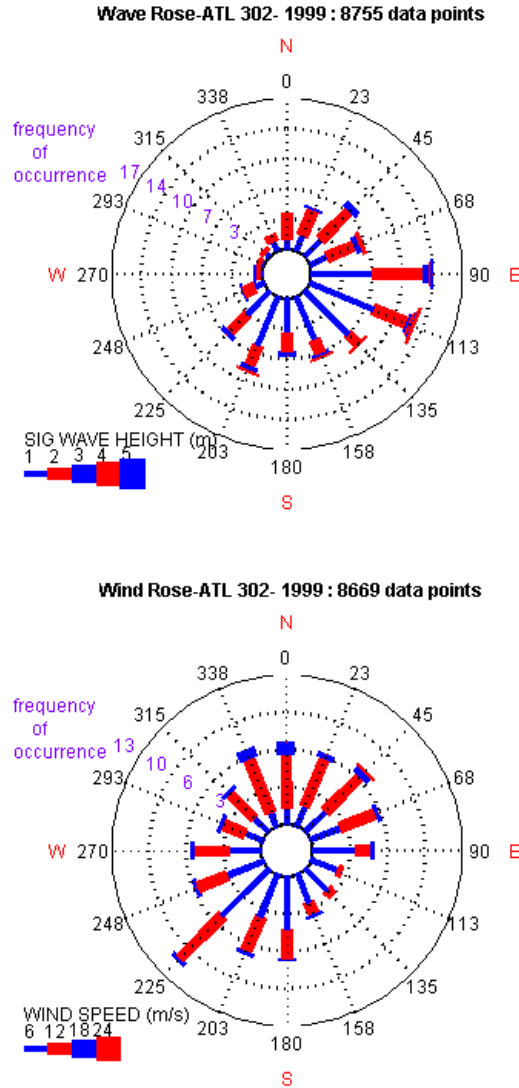 Wave Rose-ATL 302- 1999 : 8755 data points
N
0
338 23
frequency
of
occurrence
315 45
17 14 10 7 3
293 68
W 270 90 E
248 113
225 135
203 158
180
S
SIG WAVE HEIGHT (m)
1 2 3 4 5
Wind Rose-ATL 302- 1999 : 8669 data points
N
0
338 23
frequency
of
occurrence
315 45
13 10 6 3
293 68
W 270 90 E
248 113
225 135
203 158
180
S
WIND SPEED (m/s)
6 12 18 24